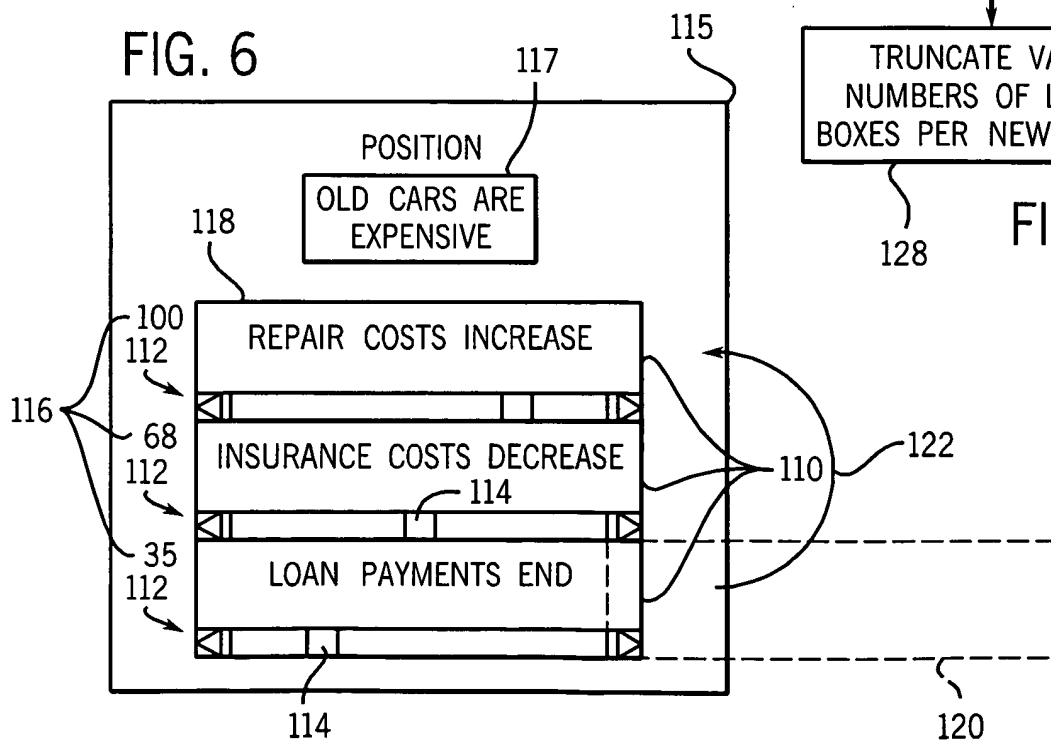 FIG. 6
115
117
POSITION
OLD CARS ARE
EXPENSIVE
118
100
REPAIR COSTS INCREASE
112
116
68
INSURANCE COSTS DECREASE
112
114
110
122
35
LOAN PAYMENTS END
112
114
120
TRUNCATE
NUMBERS OF
BOXES PER NEW
128